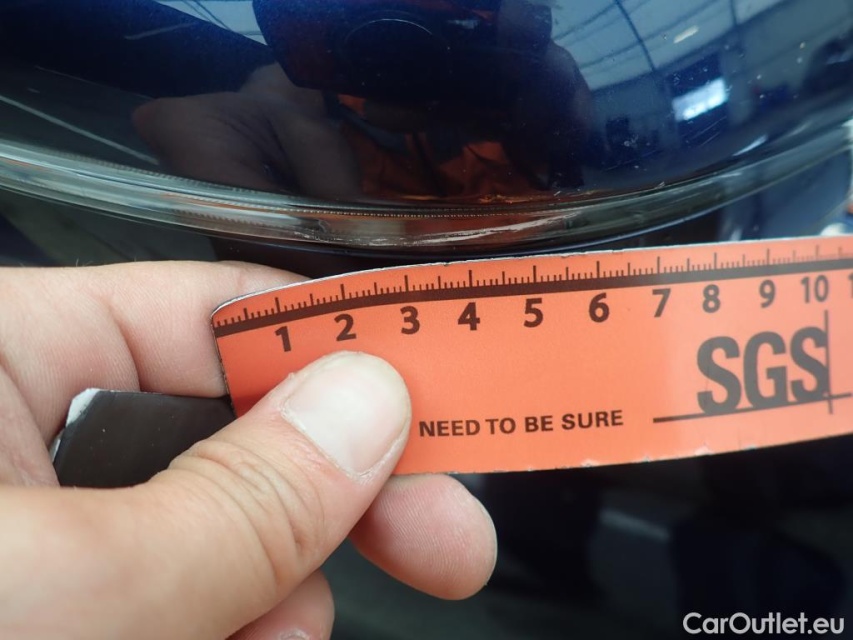 1 2 3 4 5 6 7 8 9 10
SGS
NEED TO BE SURE
CarOutlet.eu